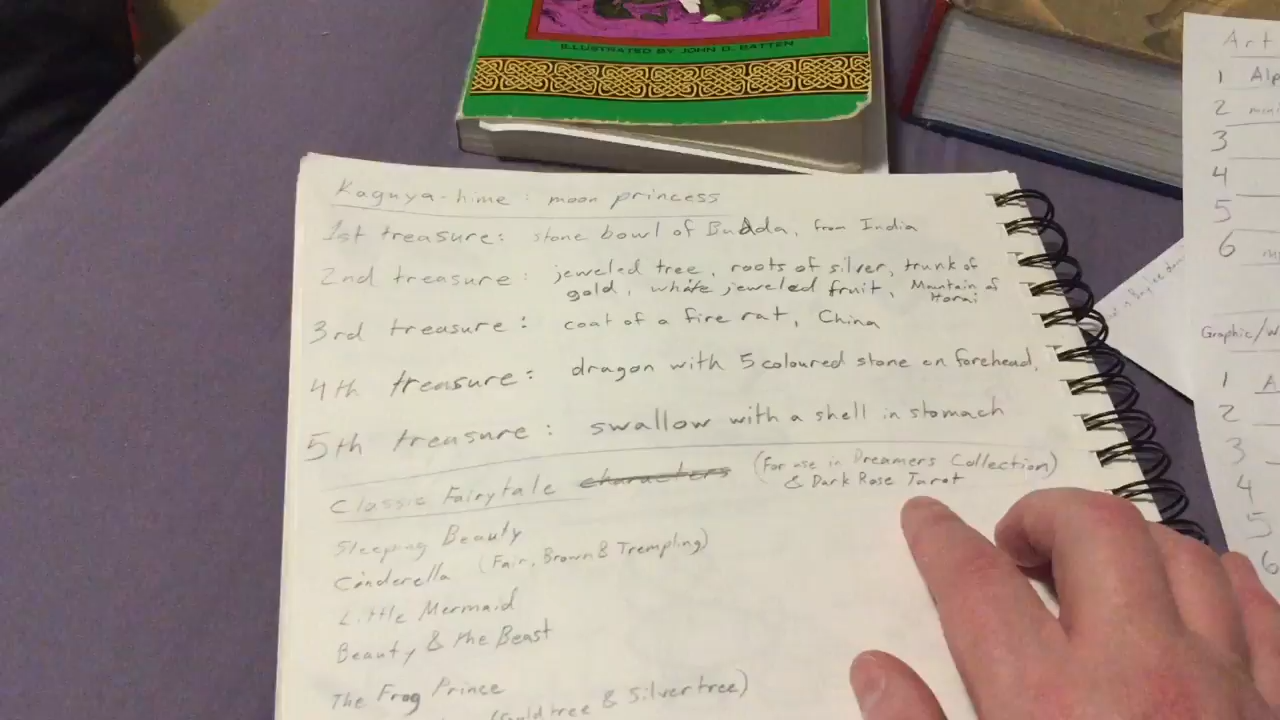 ILLUSTRATED BY JOHN D. BATTEN
Kaguya-hime : moon princess
1st treasure: stone bowl of Budda, from India
2nd treasure : jeweled tree, roots of silver, trunk of
gold, white jeweled fruit, Mountain of
Horai
3rd treasure : coat of a fire rat, China
4th treasure : dragon with 5 coloured stone on forehead,
5th treasure : swallow with a shell in stomach
Classic Fairytale characters (for use in Dreamers Collection)
& Dark Rose Tarot
Sleeping Beauty
Cinderella (Fair, Brown & Trempling)
Little Mermaid
Beauty & the Beast
The Frog Prince
(Gold tree & Silvertree)
Art
1 Alp
2
3
4
5
6
Graphic/W
1 A
2
3
4
5
6